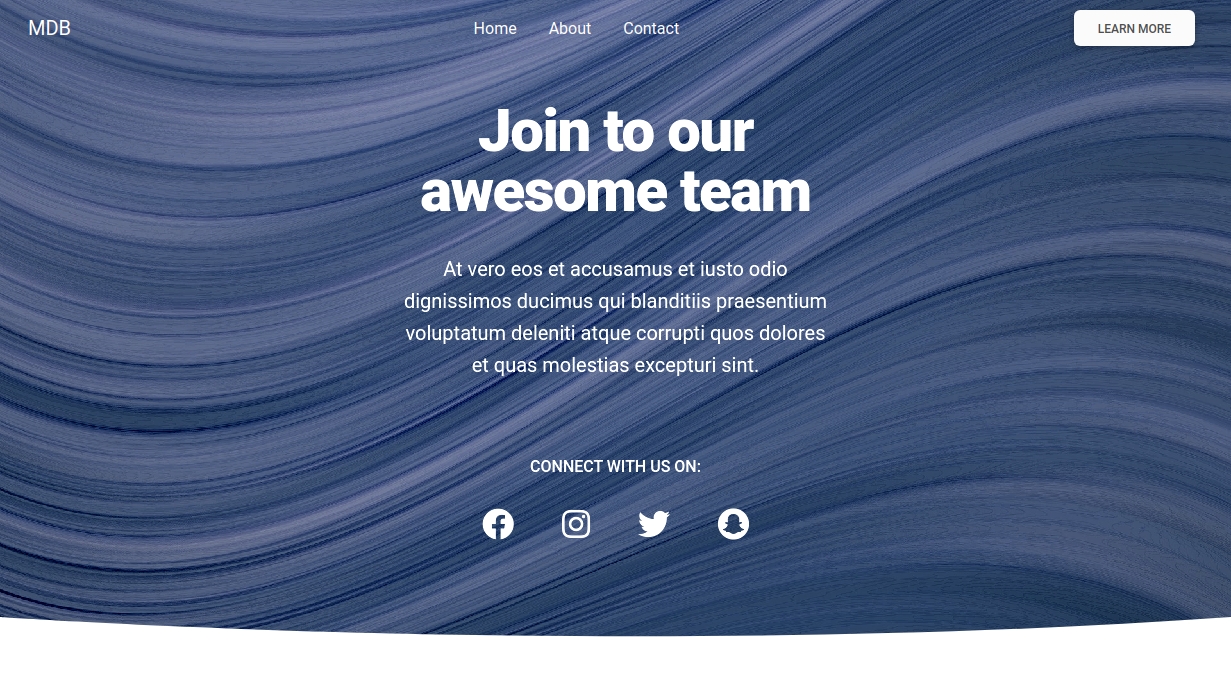 MDB
Home About Contact
LEARN MORE
Join to our
awesome team
At vero eos et accusamus et iusto odio
dignissimos ducimus qui blanditiis praesentium
voluptatum deleniti atque corrupti quos dolores
et quas molestias excepturi sint.
CONNECT WITH US ON: